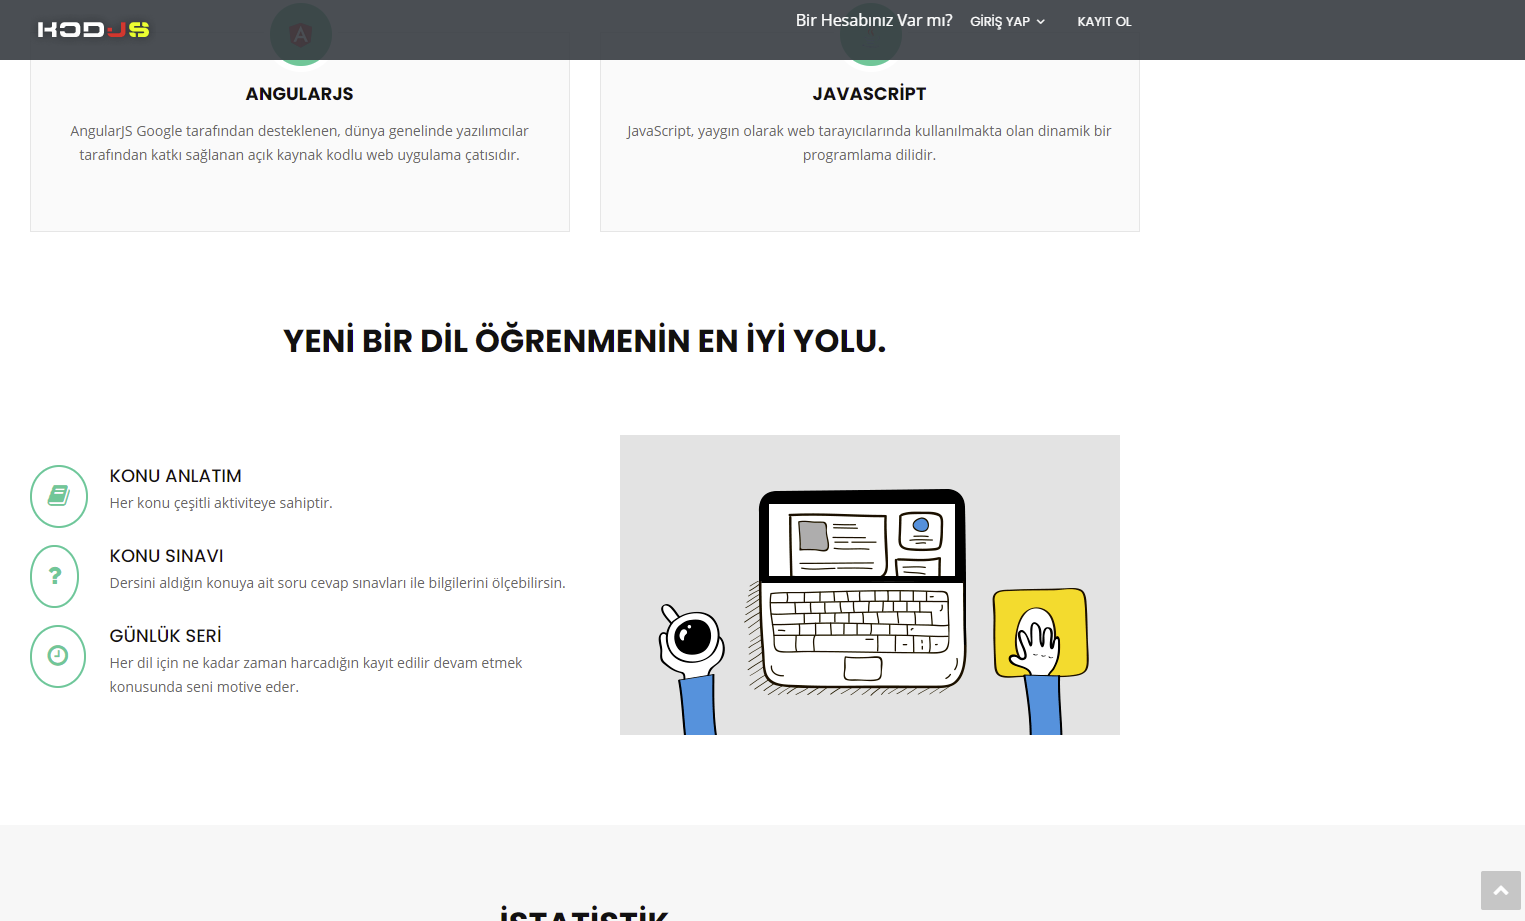 KODJS
Bir Hesabınız Var mı? GİRİŞ YAP KAYIT OL
ANGULARJS
AngularJS Google tarafından desteklenen, dünya genelinde yazılımcılar
tarafından katkı sağlanan açık kaynak kodlu web uygulama çatısıdır.
JAVASCRİPT
JavaScript, yaygın olarak web tarayıcılarında kullanılmakta olan dinamik bir
programlama dilidir.
YENİ BİR DİL ÖĞRENMENİN EN İYİ YOLU.
KONU ANLATIM
Her konu çeşitli aktiviteye sahiptir.
KONU SINAVI
Dersini aldığın konuya ait soru cevap sınavları ile bilgilerini ölçebilirsin.
GÜNLÜK SERİ
Her dil için ne kadar zaman harcadığın kayıt edilir devam etmek
konusunda seni motive eder.
İSTATİSTİK